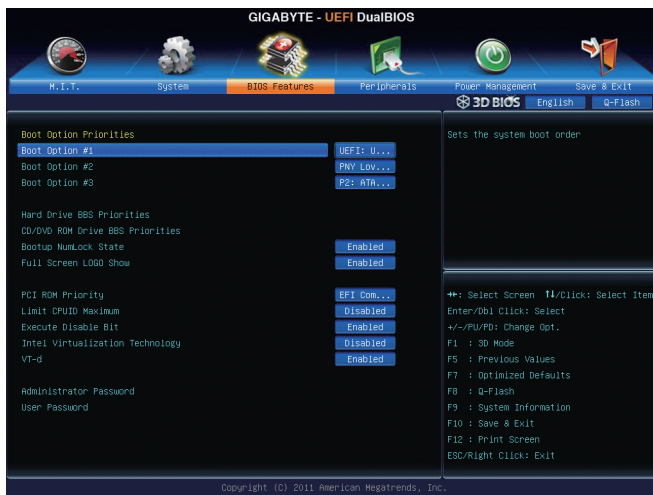 GIGABYTE - UEFI DualBIOS
M.I.T. System BIOS Features Peripherals Power Management Save & Exit
3D BIOS English Q-Flash
Boot Option Priorities
Boot Option #1 UEFI: U...
Boot Option #2 PNY Lov...
Boot Option #3 P2: ATA...
Hard Drive BBS Priorities
CD/DVD ROM Drive BBS Priorities
Bootup NumLock State Enabled
Full Screen LOGO Show Enabled
PCI ROM Priority EFI Com...
Limit CPUID Maximum Disabled
Execute Disable Bit Enabled
Intel Virtualization Technology Disabled
VT-d Enabled
Administrator Password
User Password
Sets the system boot order
→←: Select Screen ↑↓/Click: Select Item
Enter/Dbl Click: Select
+/-/PU/PD: Change Opt.
F1 : 3D Mode
F5 : Previous Values
F7 : Optimized Defaults
F8 : Q-Flash
F9 : System Information
F10 : Save & Exit
F12 : Print Screen
ESC/Right Click: Exit
Copyright (C) 2011 American Megatrends, Inc.